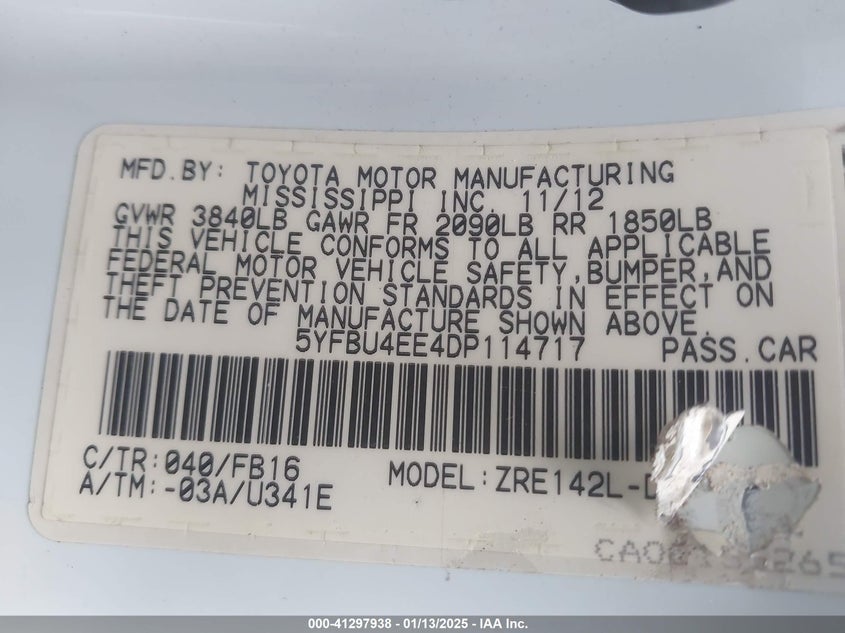 MFD.BY: TOYOTA MOTOR MANUFACTURING
MISSISSIPPI INC. 11/12
GVWR 3840LB GAWR FR 2090LB RR 1850LB
THIS VEHICLE CONFORMS TO ALL APPLICABLE
FEDERAL MOTOR VEHICLE SAFETY,BUMPER,AND
THEFT PREVENTION STANDARDS IN EFFECT ON
THE DATE OF MANUFACTURE SHOWN ABOVE.
5YFBU4EE4DP114717 PASS.CAR
C/TR:040/FB16 MODEL:ZRE142L-
A/TM:-03A/U341E
000-41297938 - 01/13/2025 - IAA Inc.